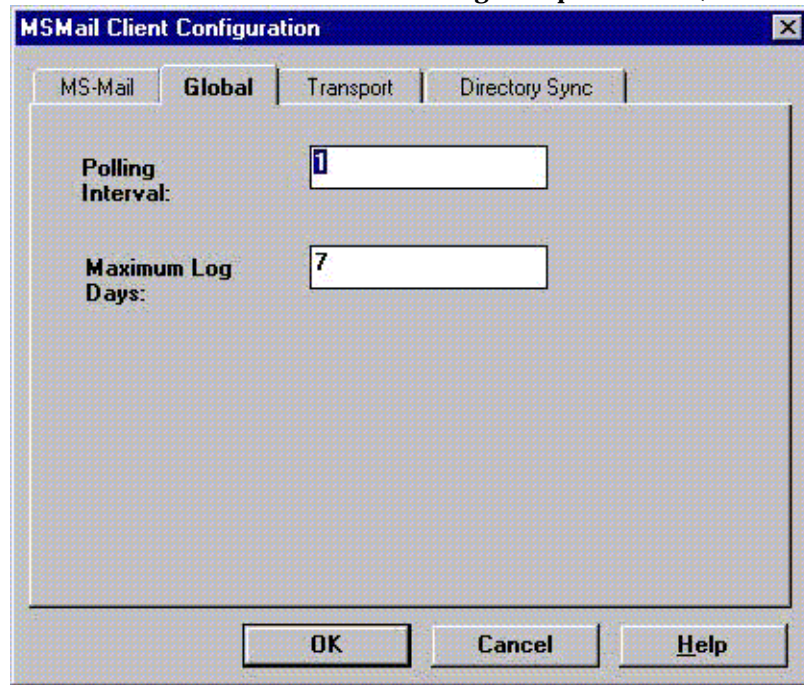 MSMail Client Configuration
MS-Mail Global Transport Directory Sync
Polling
Interval:
1
Maximum Log
Days:
7
OK Cancel Help